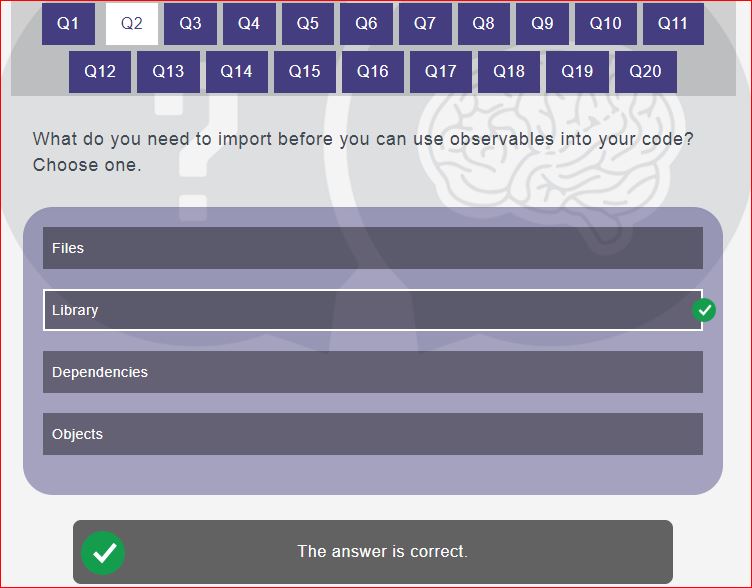 Q1 Q2 Q3 Q4 Q5 Q6 Q7 Q8 Q9 Q10 Q11
Q12 Q13 Q14 Q15 Q16 Q17 Q18 Q19 Q20
What do you need to import before you can use observables into your code?
Choose one.
Files
Library
Dependencies
Objects
The answer is correct.